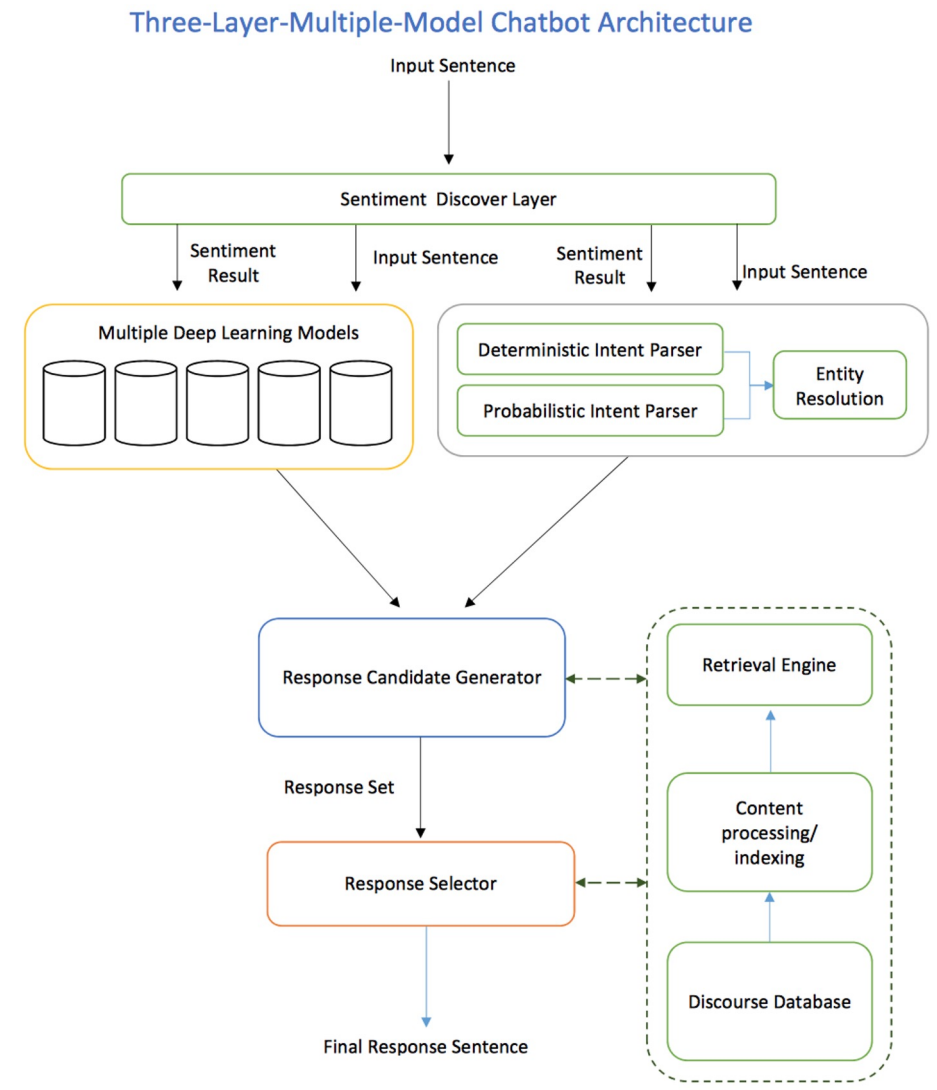 Three-Layer-Multiple-Model Chatbot Architecture
Input Sentence
Sentiment Discover Layer
Sentiment
Result
Input Sentence
Sentiment
Result
Input Sentence
Multiple Deep Learning Models
Deterministic Intent Parser
Probabilistic Intent Parser
Entity
Resolution
Response Candidate Generator
Retrieval Engine
Response Set
Content
processing/
indexing
Response Selector
Discourse Database
Final Response Sentence